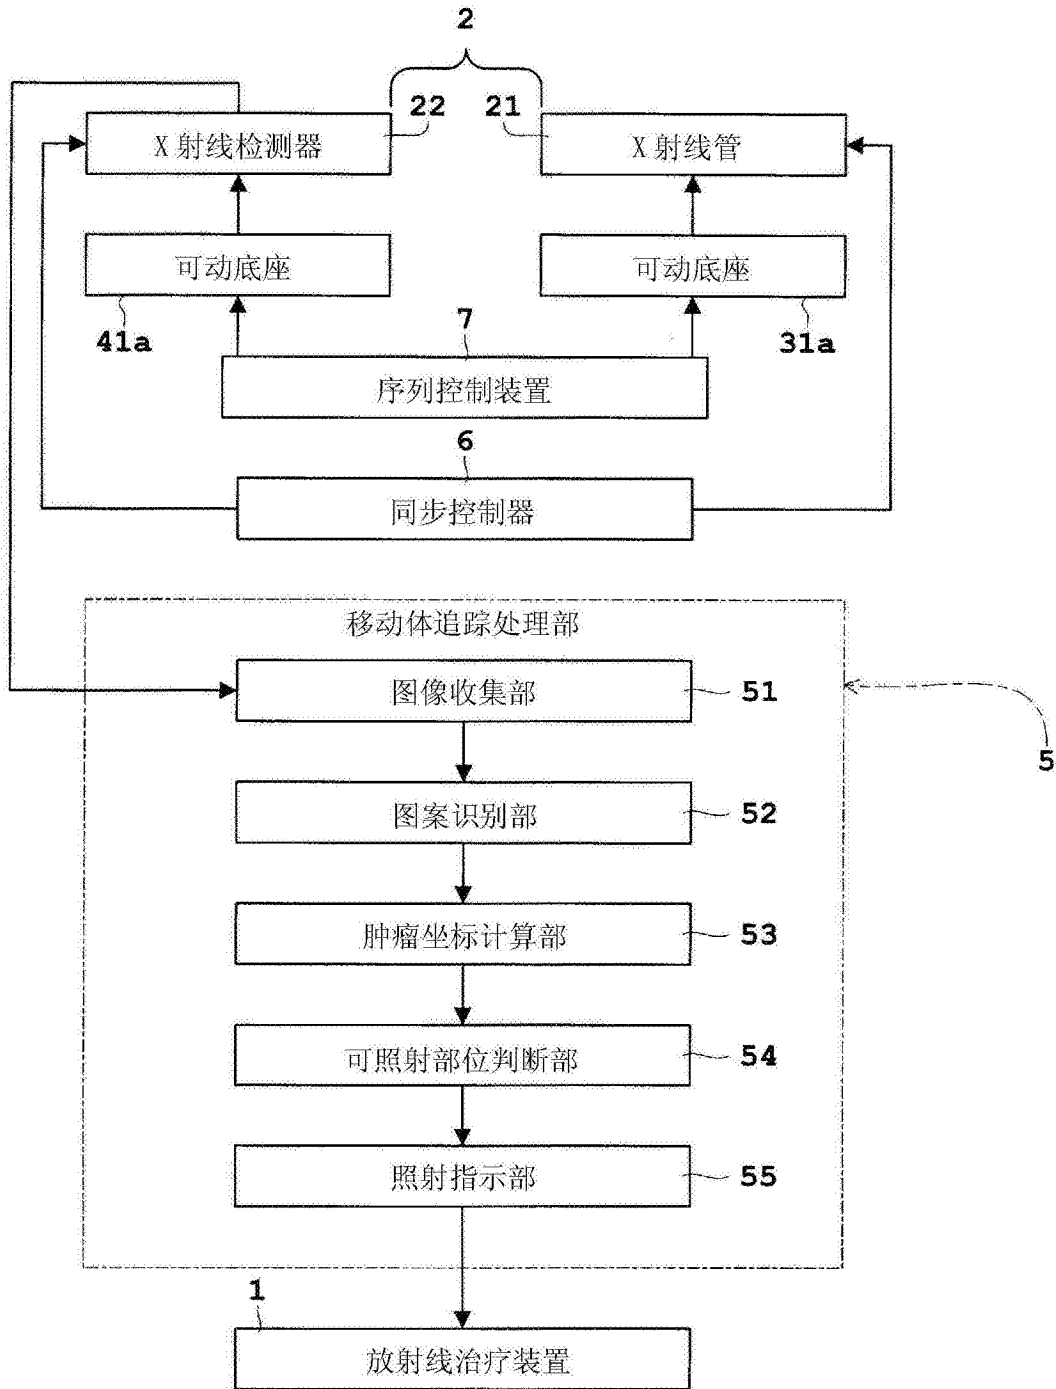 2
22
21
X 射线检测器
X 射线管
可动底座
可动底座
41a
7
31a
序列控制装置
6
同步控制器
移动体追踪处理部
图像收集部
51
5
图案识别部
52
肿瘤坐标计算部
53
可照射部位判断部
54
照射指示部
55
1
放射线治疗装置